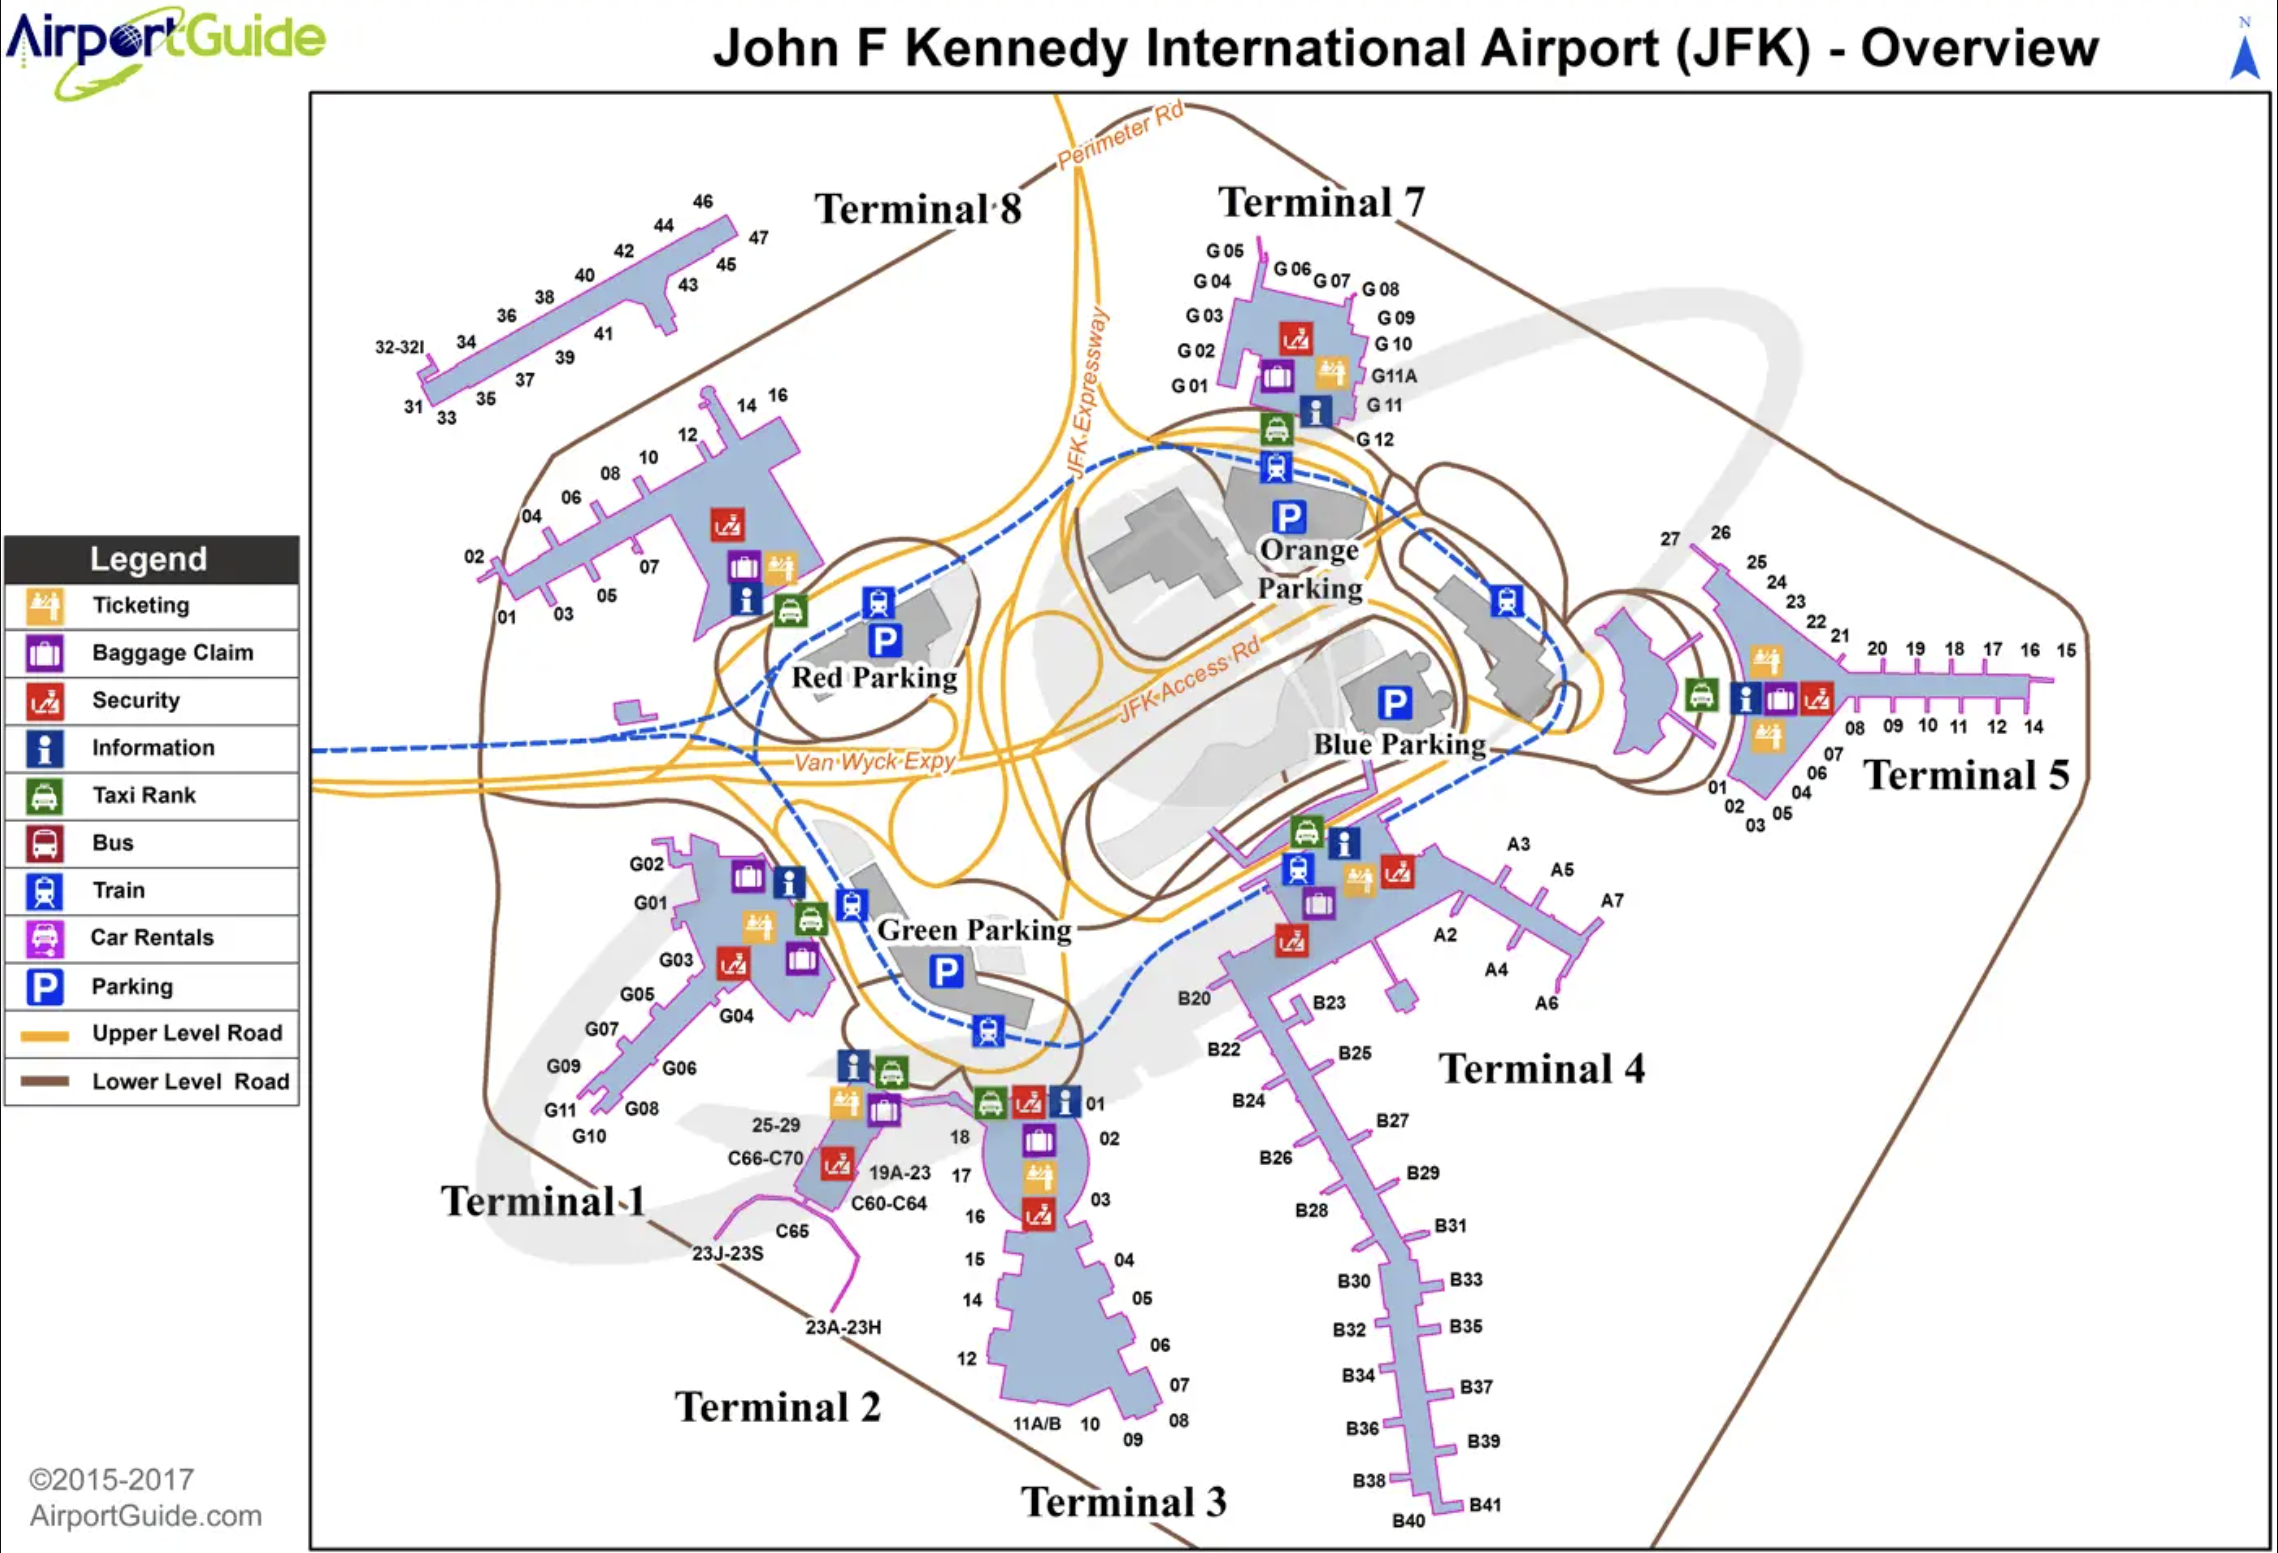 AirportGuide
John F Kennedy International Airport (JFK) - Overview
N
Legend
Ticketing
Baggage Claim
Security
Information
Taxi Rank
Bus
Train
Car Rentals
Parking
Upper Level Road
Lower Level Road
©2015-2017
AirportGuide.com
Perimeter Rd
JFK Expressway
JFK Access Rd
Van Wyck Expy
Terminal 8
46
44
47
42
45
40
43
38
36
41
34
32-32I
39
37
35
31
33
16
14
12
10
08
06
04
02
07
05
03
01
Red Parking
P
Terminal 7
G 05
G 06
G 04
G 07
G 08
G 03
G 09
G 10
G 02
G11A
G 01
G 11
G 12
P
Orange
Parking
P
Blue Parking
27
26
25
24
23
22
21
20
19
18
17
16
15
08
09
10
11
12
14
07
06
04
05
03
02
01
Terminal 5
G02
G01
G03
G05
G04
G07
G09
G06
G11
G08
G10
Terminal 1
Green Parking
P
25-29
C66-C70
19A-23
C60-C64
C65
23J-23S
23A-23H
Terminal 2
01
18
02
17
03
16
15
04
14
05
12
06
07
11A/B
10
08
09
Terminal 3
A3
A5
A7
A2
A4
A6
B20
B23
B22
B25
B24
B27
B26
B29
B28
B31
B30
B33
B32
B35
B34
B37
B36
B39
B38
B41
B40
Terminal 4